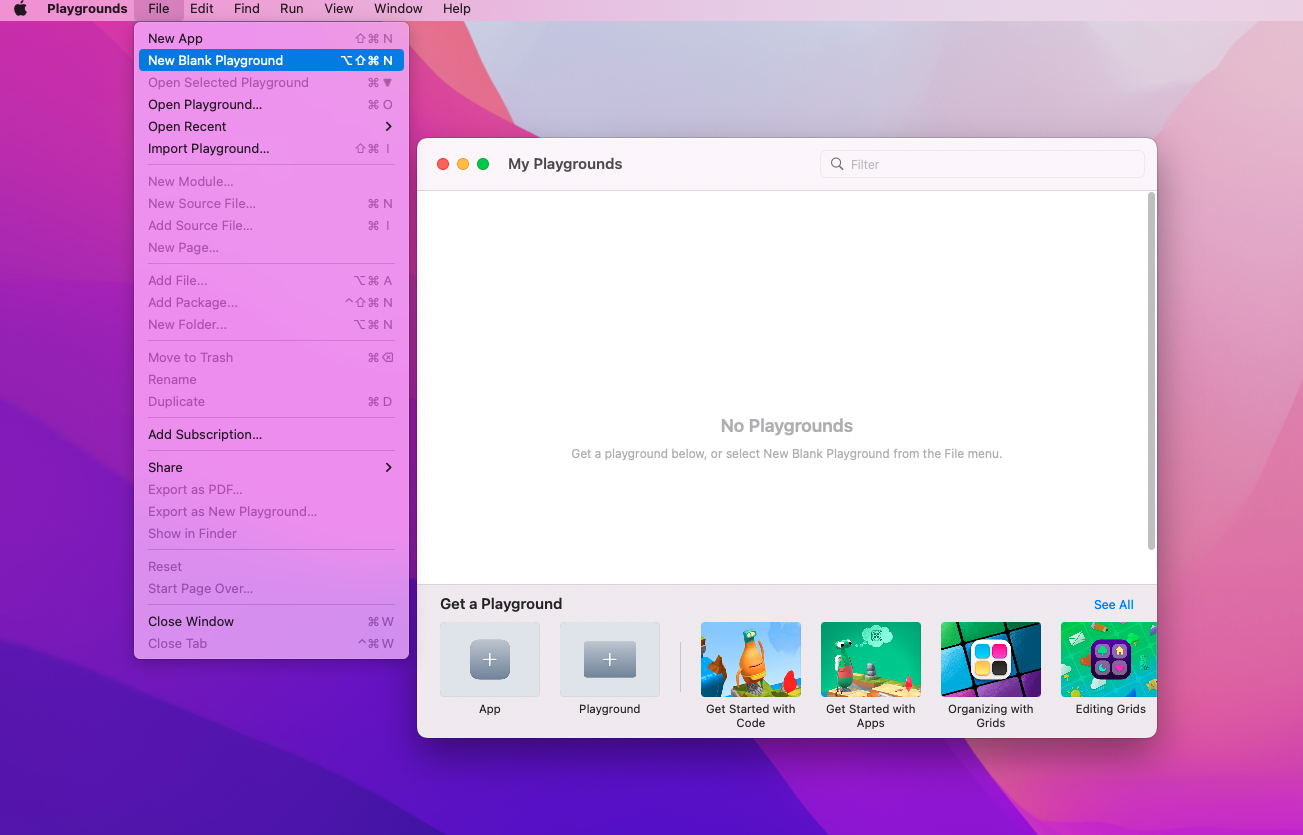 Playgrounds File Edit Find Run View Window Help
New App ⇧⌘ N
New Blank Playground ⌥⇧⌘ N
Open Selected Playground ⌘ ▼
Open Playground... ⌘ O
Open Recent >
Import Playground... ⇧⌘ I
New Module...
New Source File... ⌘ N
Add Source File... ⌘ I
New Page...
Add File... ⌥⌘ A
Add Package... ^⇧⌘ N
New Folder... ⌥⌘ N
Move to Trash ⌘⌫
Rename
Duplicate ⌘ D
Add Subscription...
Share >
Export as PDF...
Export as New Playground...
Show in Finder
Reset
Start Page Over...
Close Window ⌘ W
Close Tab ^⌘ W
My Playgrounds
Filter
No Playgrounds
Get a playground below, or select New Blank Playground from the File menu.
Get a Playground
See All
App
Playground
Get Started with
Code
Get Started with
Apps
Organizing with
Grids
Editing Grids